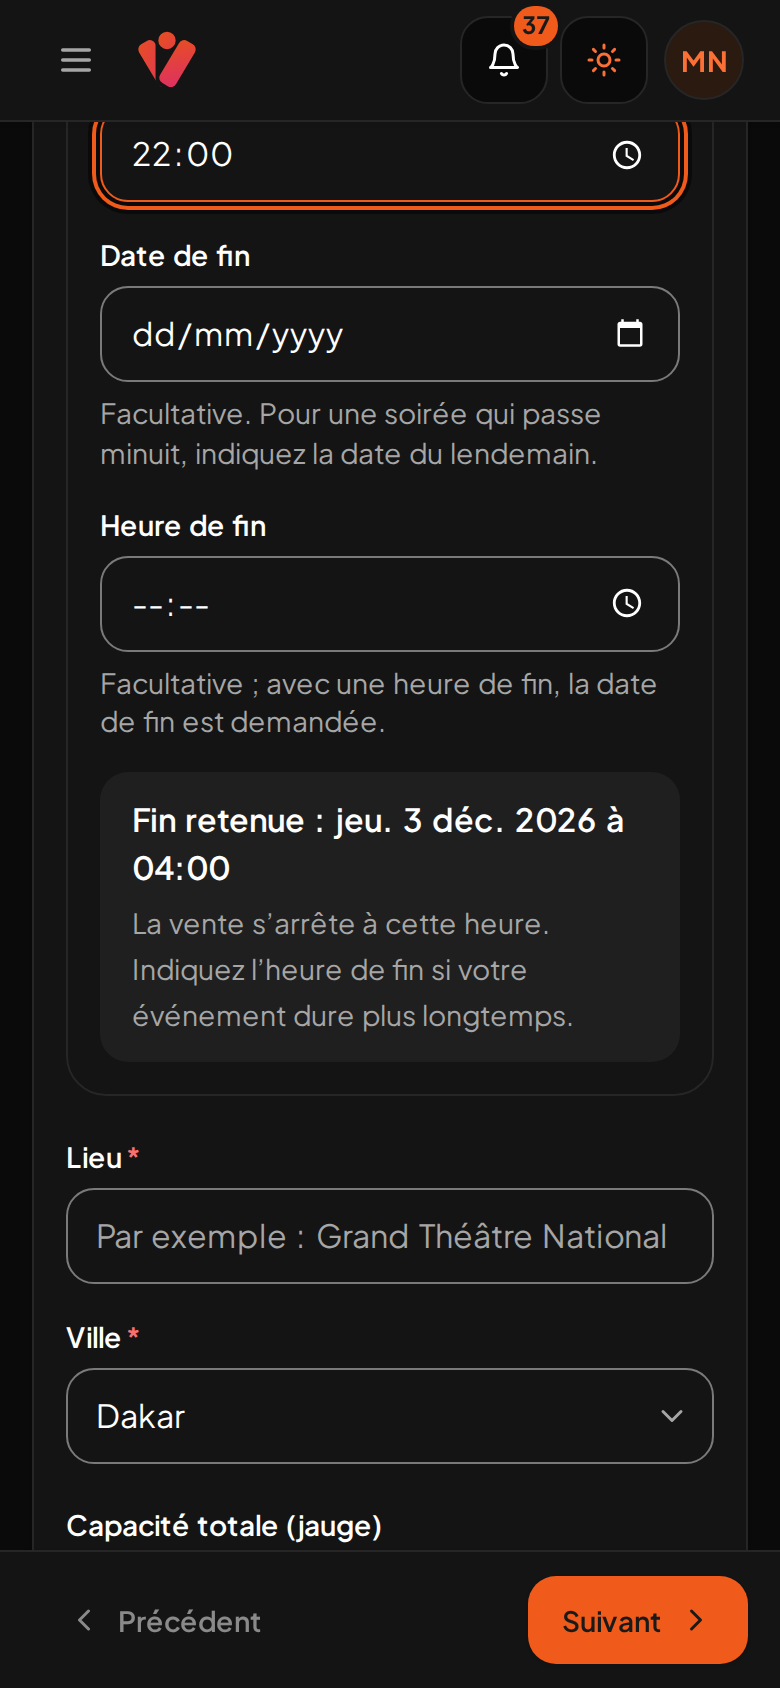 37
MN
22:00
Date de fin
dd/mm/yyyy
Facultative. Pour une soirée qui passe
minuit, indiquez la date du lendemain.
Heure de fin
--:--
Facultative ; avec une heure de fin, la date
de fin est demandée.
Fin retenue : jeu. 3 déc. 2026 à
04:00
La vente s’arrête à cette heure.
Indiquez l’heure de fin si votre
événement dure plus longtemps.
Lieu *
Par exemple : Grand Théâtre National
Ville *
Dakar
Capacité totale (jauge)
Précédent
Suivant